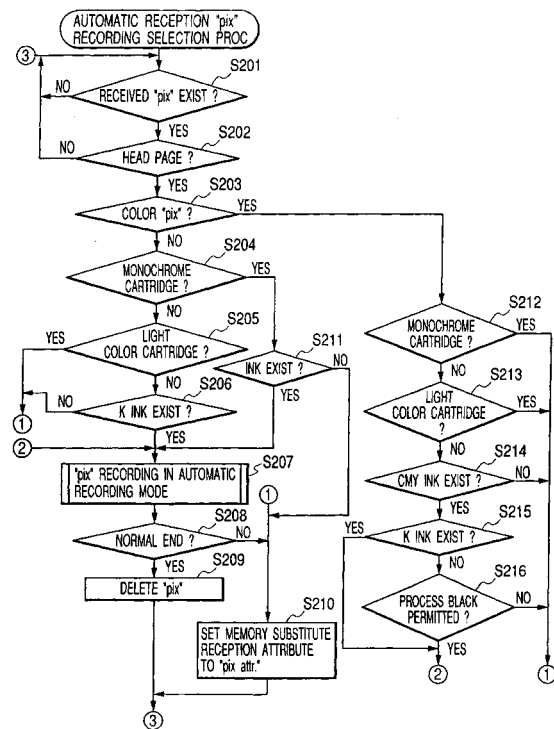 AUTOMATIC RECEPTION "pix"
RECORDING SELECTION PROC
3
S201
RECEIVED "pix" EXIST ?
NO
YES
S202
HEAD PAGE ?
NO
YES
S203
COLOR "pix" ?
YES
NO
S204
MONOCHROME
CARTRIDGE ?
YES
NO
S205
LIGHT
COLOR CARTRIDGE ?
YES
NO
S206
K INK EXIST ?
NO
YES
1
2
S211
INK EXIST ?
NO
YES
S207
"pix" RECORDING IN AUTOMATIC
RECORDING MODE
1
S208
NORMAL END ?
NO
YES
S209
DELETE "pix"
S210
SET MEMORY SUBSTITUTE
RECEPTION ATTRIBUTE
TO "pix attr."
3
S212
MONOCHROME
CARTRIDGE ?
YES
NO
S213
LIGHT
COLOR CARTRIDGE
?
YES
NO
S214
CMY INK EXIST ?
NO
YES
S215
K INK EXIST ?
YES
NO
S216
PROCESS BLACK
PERMITTED ?
NO
YES
2
1